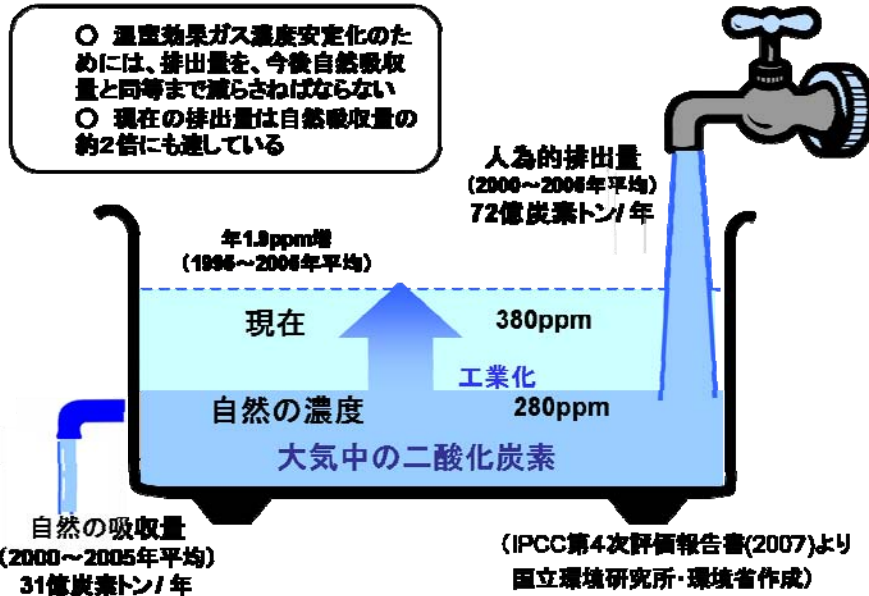 ○ 温室効果ガス濃度安定化のた
めには、排出量を、今後自然吸収
量と同等まで減らさねばならない
○ 現在の排出量は自然吸収量の
約2倍にも達している
人為的排出量
(2000～2005年平均)
72億炭素トン/年
年1.9ppm増
(1995～2005年平均)
現在 380ppm
工業化
自然の濃度 280ppm
大気中の二酸化炭素
自然の吸収量
(2000～2005年平均)
31億炭素トン/年
(IPCC第4次評価報告書(2007)より
国立環境研究所・環境省作成)